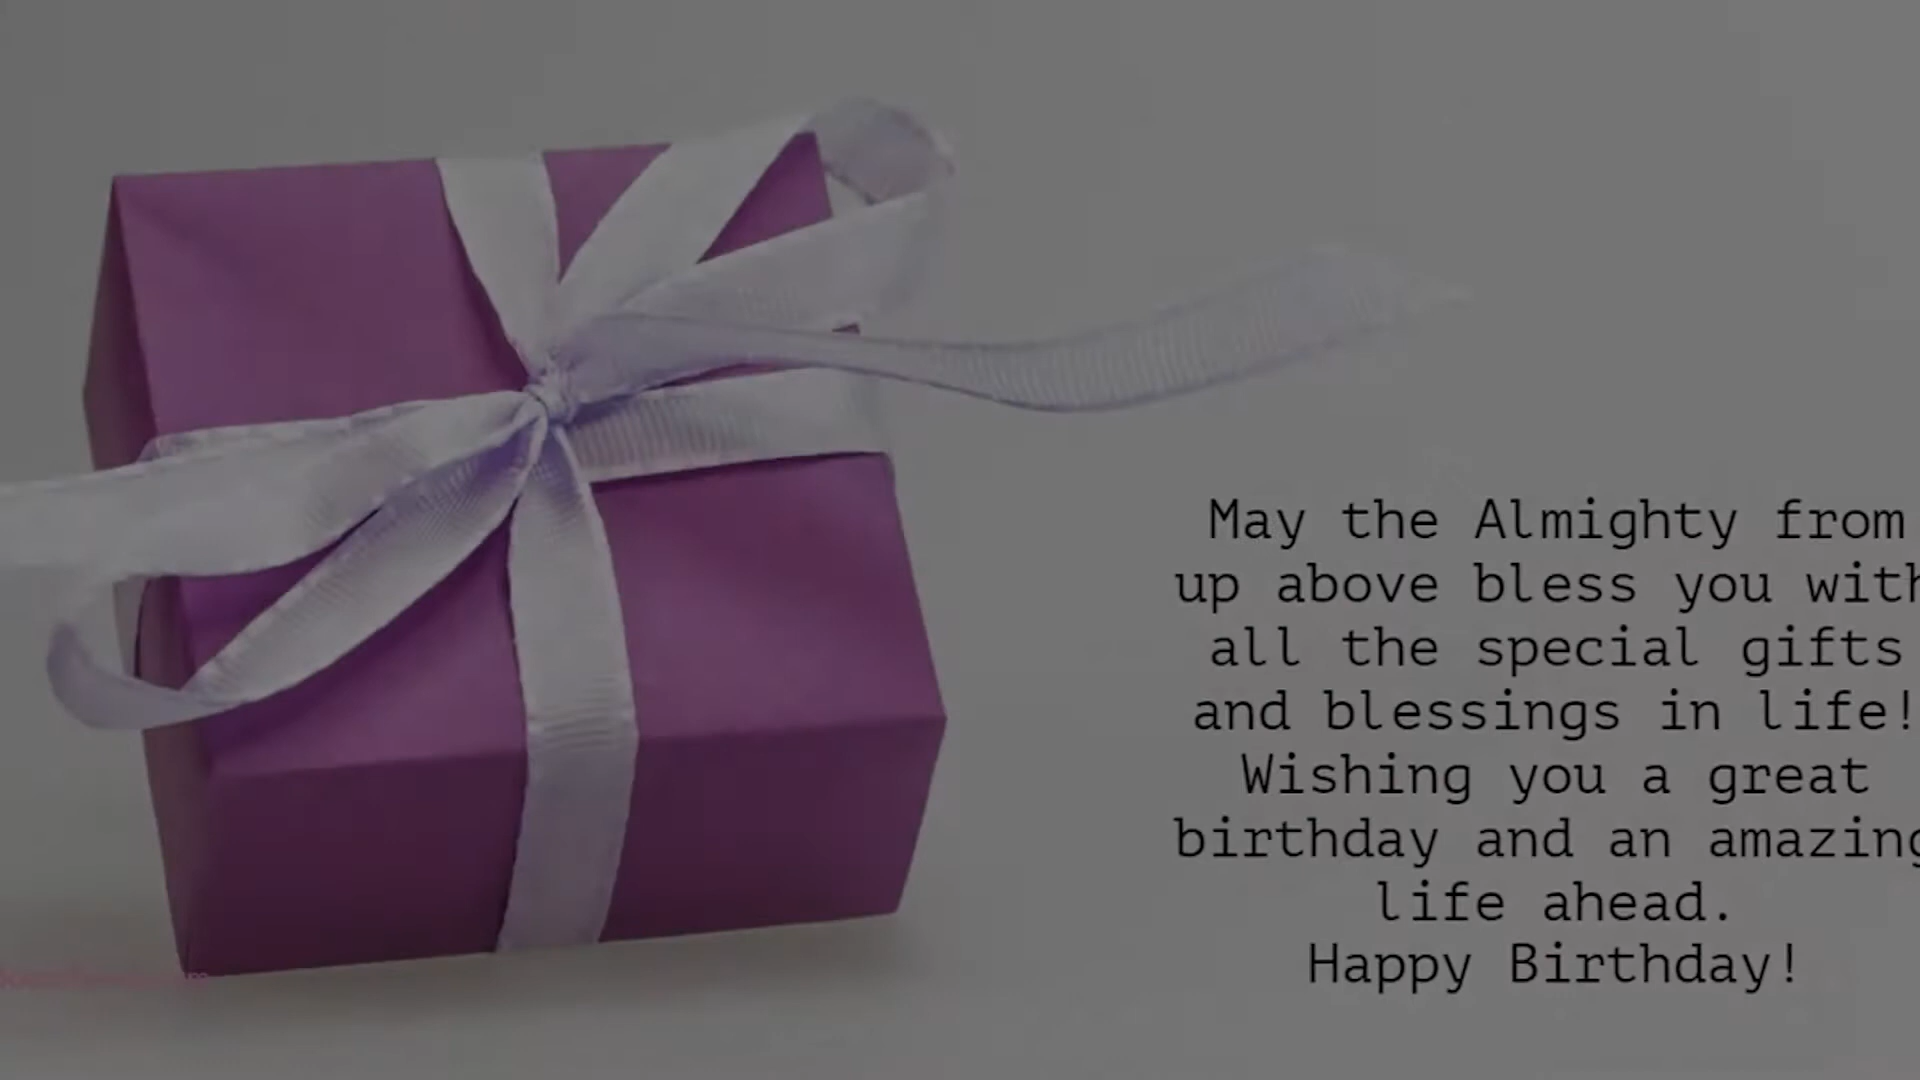 May the Almighty from
up above bless you with
all the special gifts
and blessings in life!
Wishing you a great
birthday and an amazing
life ahead.
Happy Birthday!